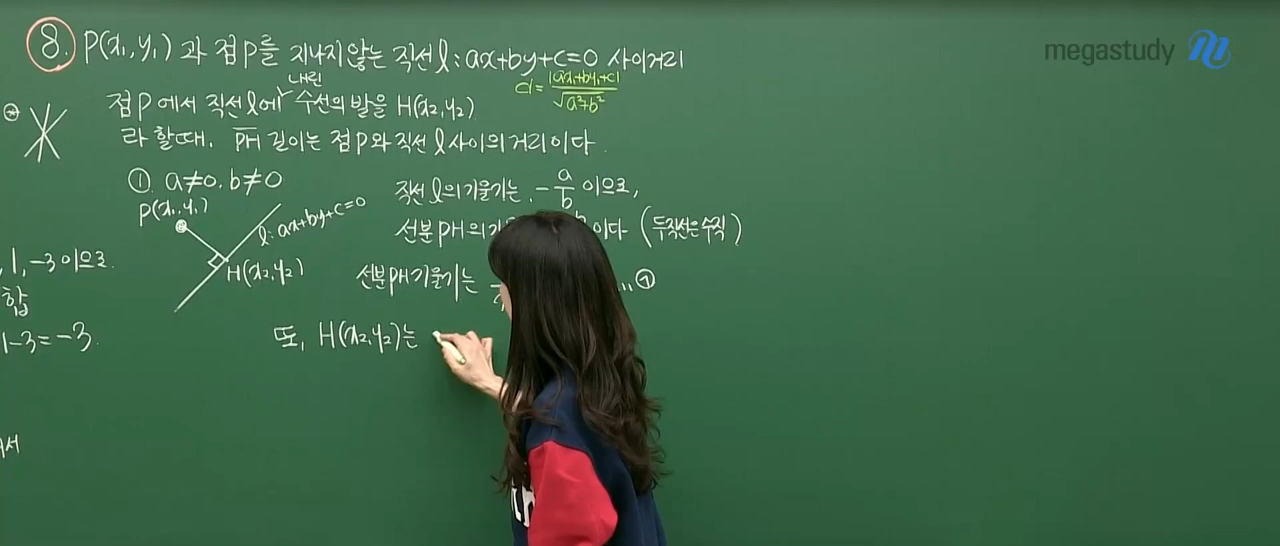 8. P(x₁, y₁)과 점P를 지나지않는 직선 l : ax+by+c=0 사이거리
d = |ax₁+by₁+c| / √(a²+b²)
점P에서 직선 l에 내린 수선의 발을 H(x₂, y₂)
라 할때. PH 길이는 점P와 직선 l 사이의 거리이다.
① a≠0. b≠0
P(x₁, y₁)
l : ax+by+c=0
H(x₂, y₂)
직선 l의 기울기는 -a/b 이므로,
선분 PH의 이다 (두직선은 수직)
선분PH기울기는 ... ㉠
또, H(x₂, y₂)는
, 1, -3 이므로.
합
1-3=-3.
서
megastudy